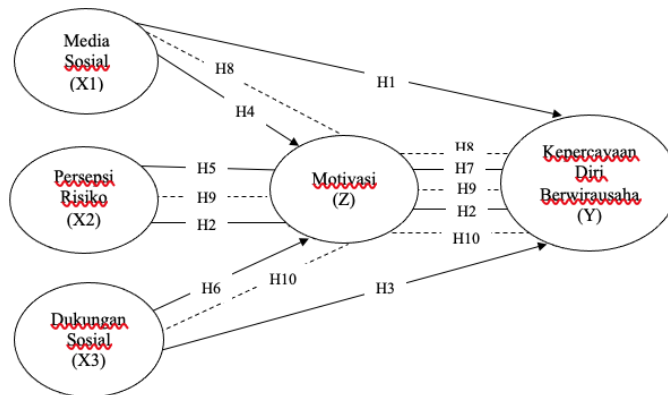 Media
Sosial
(X1)
H8
H1
H4
H5
H9
H2
Persepsi
Risiko
(X2)
Motivasi
(Z)
H8
H7
H9
H2
H10
Kepercayaan
Diri
Berwirausaha
(Y)
H6
H10
H3
Dukungan
Sosial
(X3)